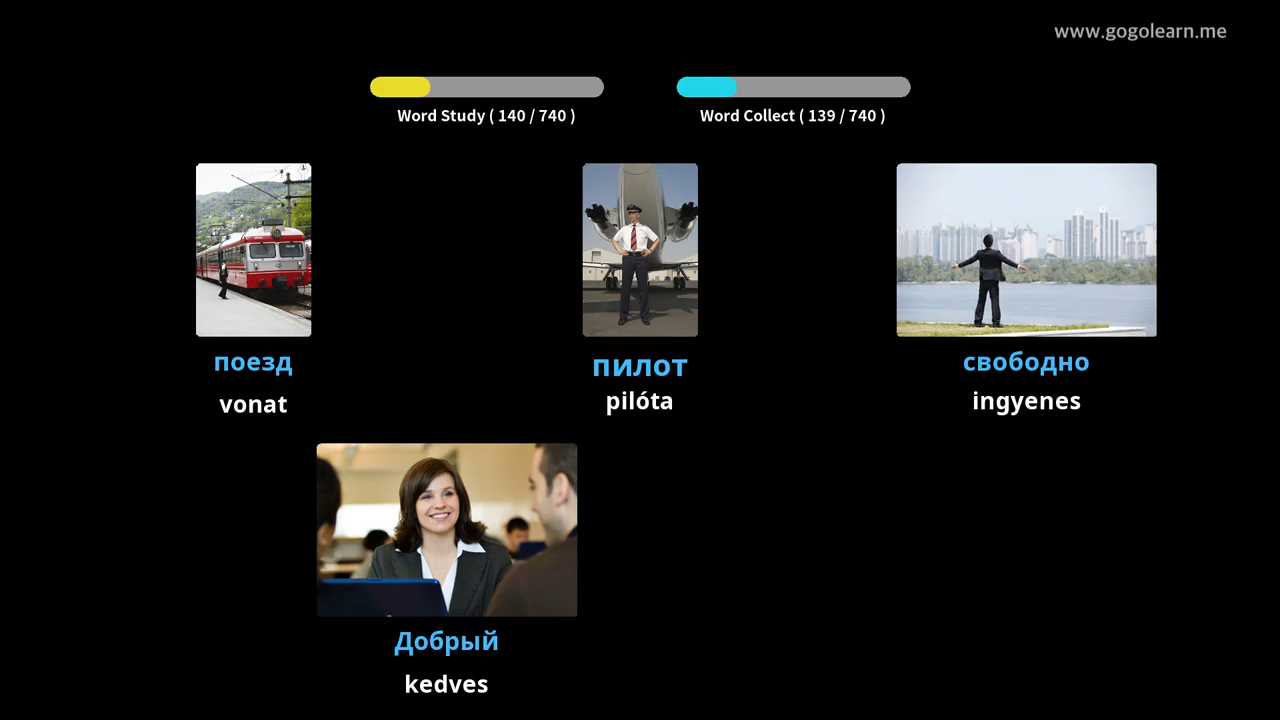 www.gogolearn.me
Word Study ( 140 / 740 )
Word Collect ( 139 / 740 )
поезд
vonat
пилот
pilóta
свободно
ingyenes
Добрый
kedves